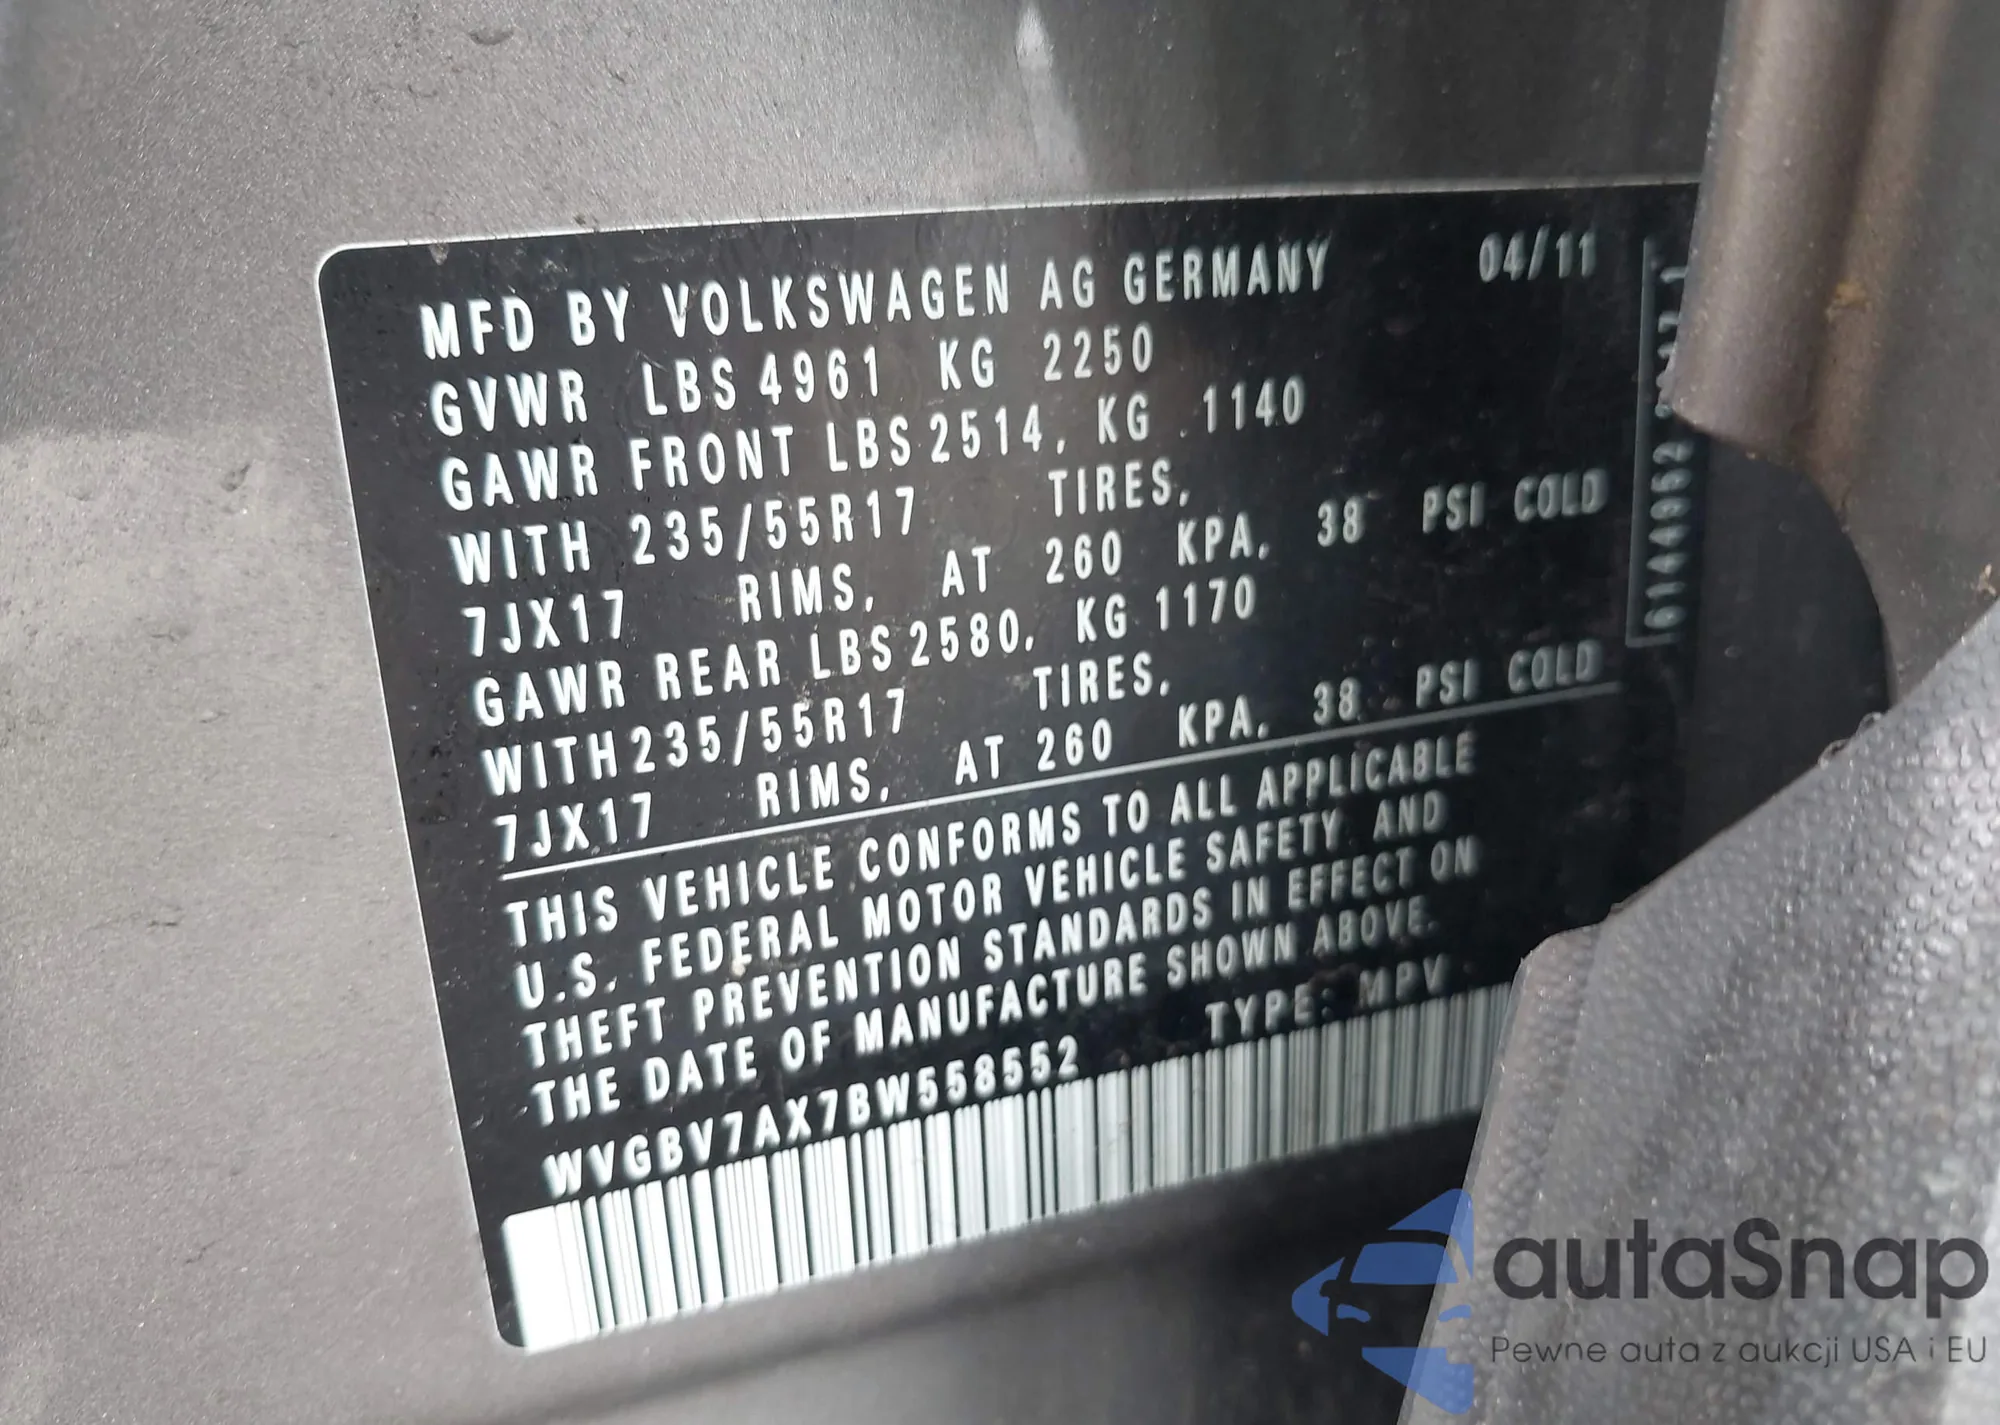 MFD BY VOLKSWAGEN AG GERMANY 04/11
GVWR LBS 4961 KG 2250
GAWR FRONT LBS 2514, KG 1140
WITH 235/55R17 TIRES,
7JX17 RIMS, AT 260 KPA, 38 PSI COLD
GAWR REAR LBS 2580, KG 1170
WITH 235/55R17 TIRES,
7JX17 RIMS, AT 260 KPA, 38 PSI COLD
THIS VEHICLE CONFORMS TO ALL APPLICABLE
U.S. FEDERAL MOTOR VEHICLE SAFETY AND
THEFT PREVENTION STANDARDS IN EFFECT ON
THE DATE OF MANUFACTURE SHOWN ABOVE.
WVGBV7AX7BW558552 TYPE: MPV
6144962
autaSnap
Pewne auta z aukcji USA i EU